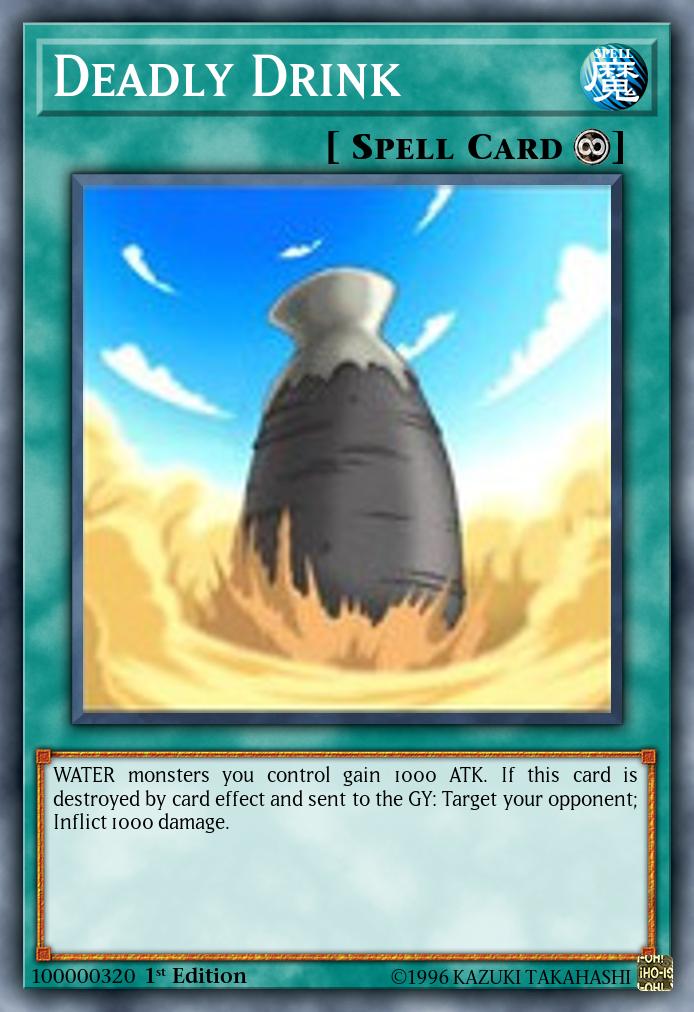 DEADLY DRINK
SPELL
魔
[ SPELL CARD ]
WATER monsters you control gain 1000 ATK. If this card is
destroyed by card effect and sent to the GY: Target your opponent;
Inflict 1000 damage.
100000320 1st Edition ©1996 KAZUKI TAKAHASHI